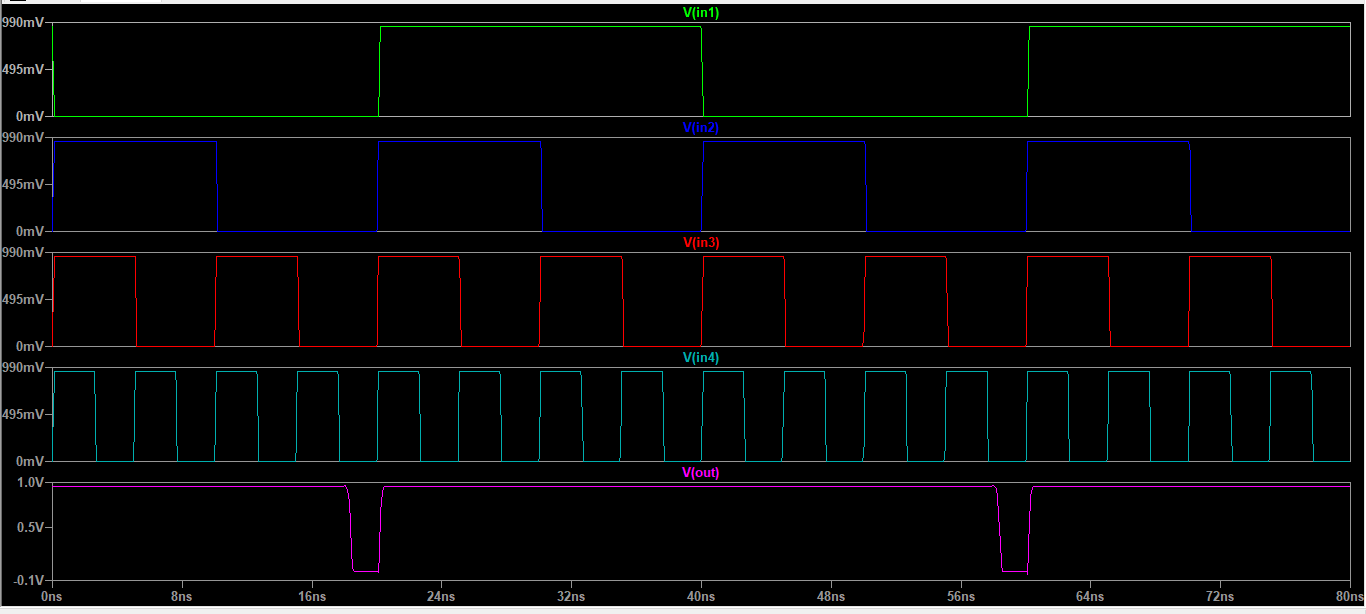 V(in1)
990mV
495mV
0mV
V(in2)
990mV
495mV
0mV
V(in3)
990mV
495mV
0mV
V(in4)
990mV
495mV
0mV
V(out)
1.0V
0.5V
-0.1V
0ns 8ns 16ns 24ns 32ns 40ns 48ns 56ns 64ns 72ns 80ns